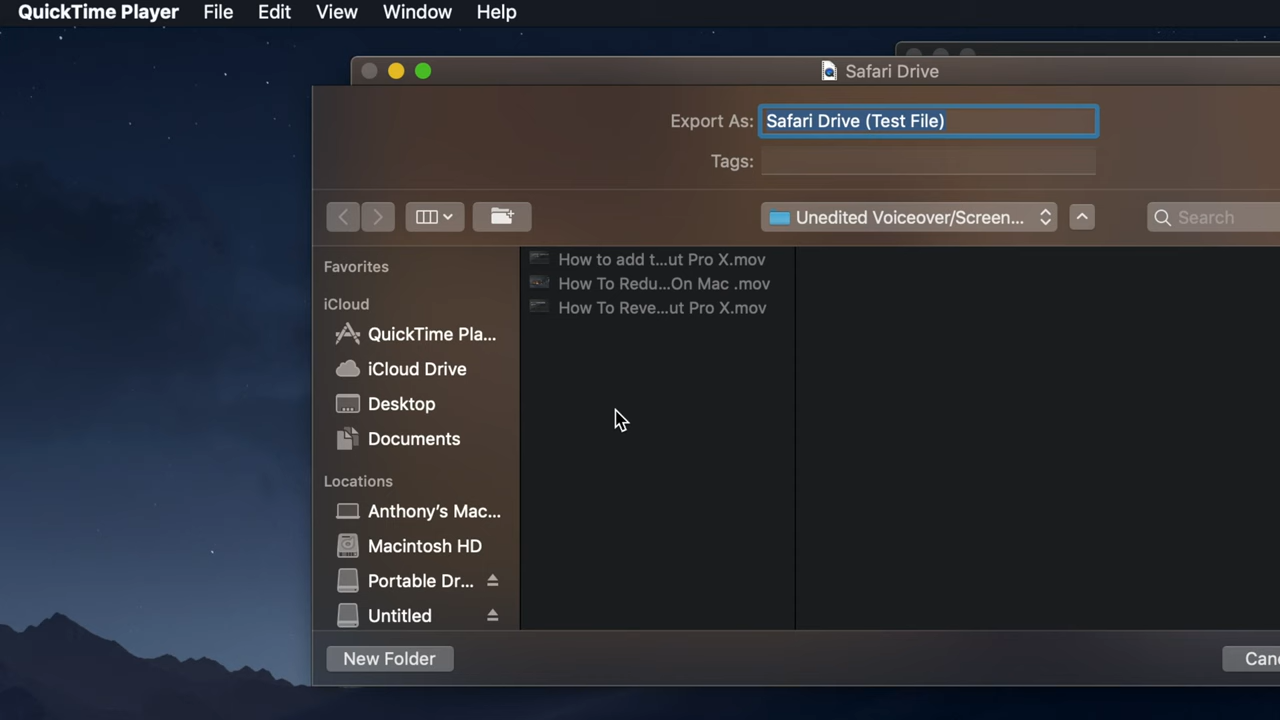 QuickTime Player File Edit View Window Help
Safari Drive
Export As: Safari Drive (Test File)
Tags:
Unedited Voiceover/Screen... Search
Favorites
iCloud
QuickTime Pla...
iCloud Drive
Desktop
Documents
Locations
Anthony’s Mac...
Macintosh HD
Portable Dr...
Untitled
How to add t...ut Pro X.mov
How To Redu...On Mac .mov
How To Reve...ut Pro X.mov
New Folder Canc